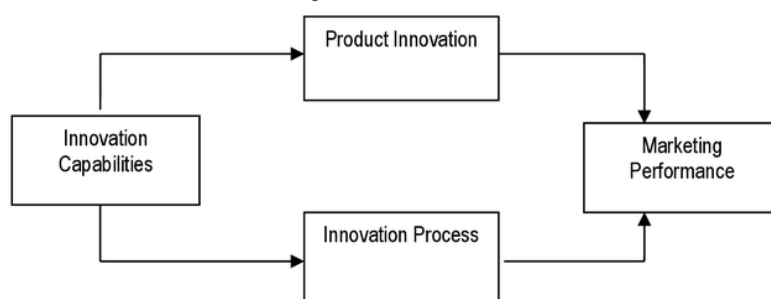 Product Innovation
Innovation
Capabilities
Marketing
Performance
Innovation Process